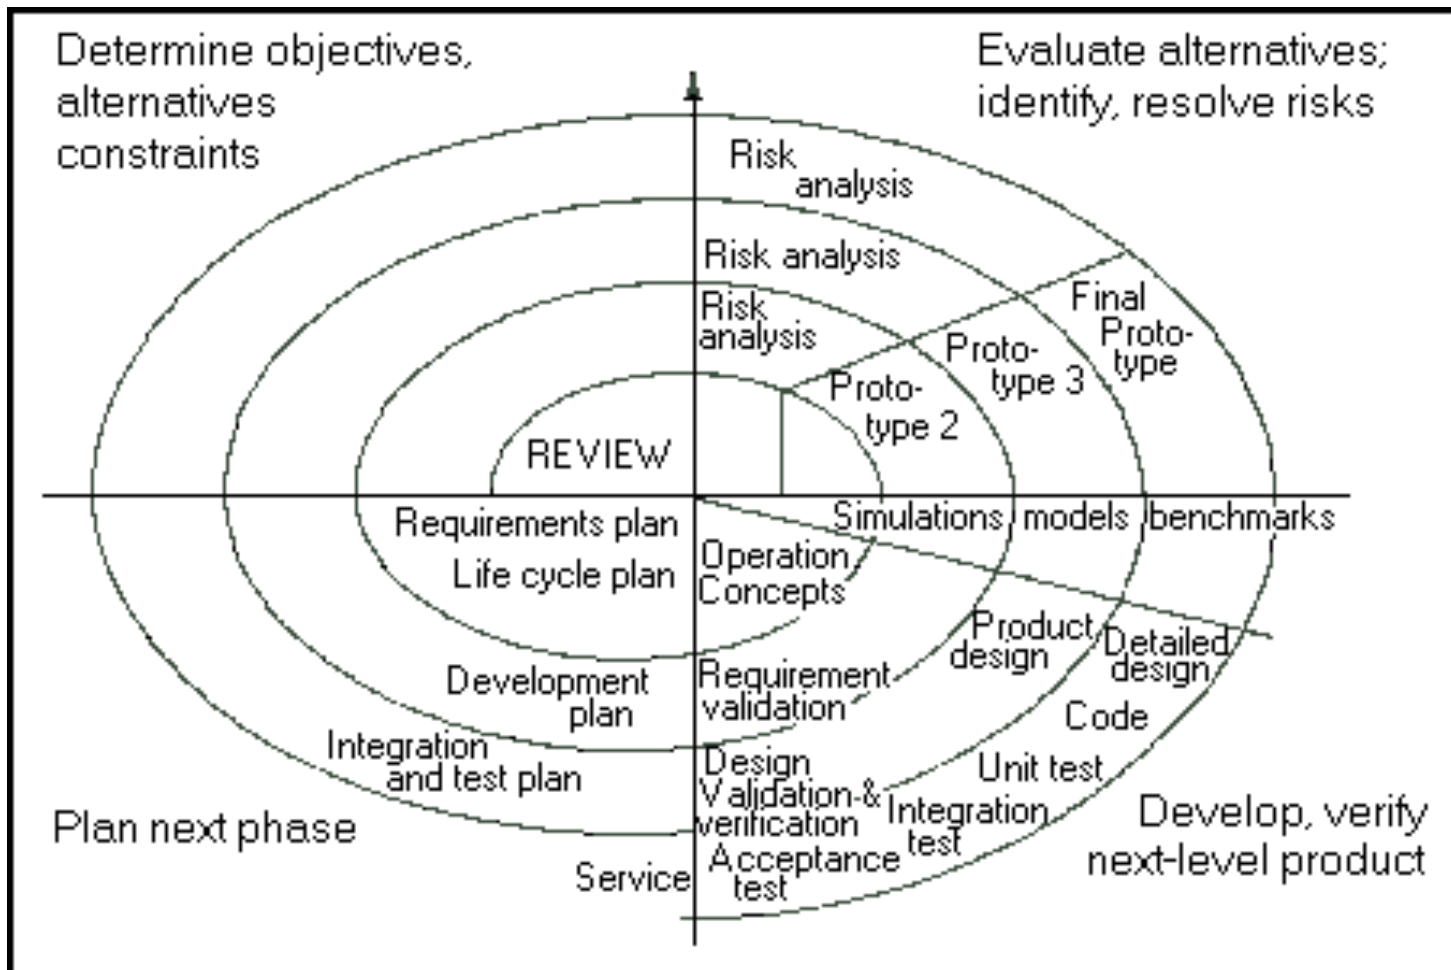 Determine objectives,
alternatives
constraints
Evaluate alternatives;
identify, resolve risks
Risk
analysis
Risk analysis
Risk
analysis
Final
Proto-
type
Proto-
type 3
Proto-
type 2
REVIEW
Simulations models benchmarks
Requirements plan
Life cycle plan
Operation
Concepts
Product
design
Detailed
design
Development
plan
Requirement
validation
Code
Integration
and test plan
Design
Validation-&
verification
Unit test
Integration
test
Acceptance
test
Service
Plan next phase
Develop, verify
next-level product